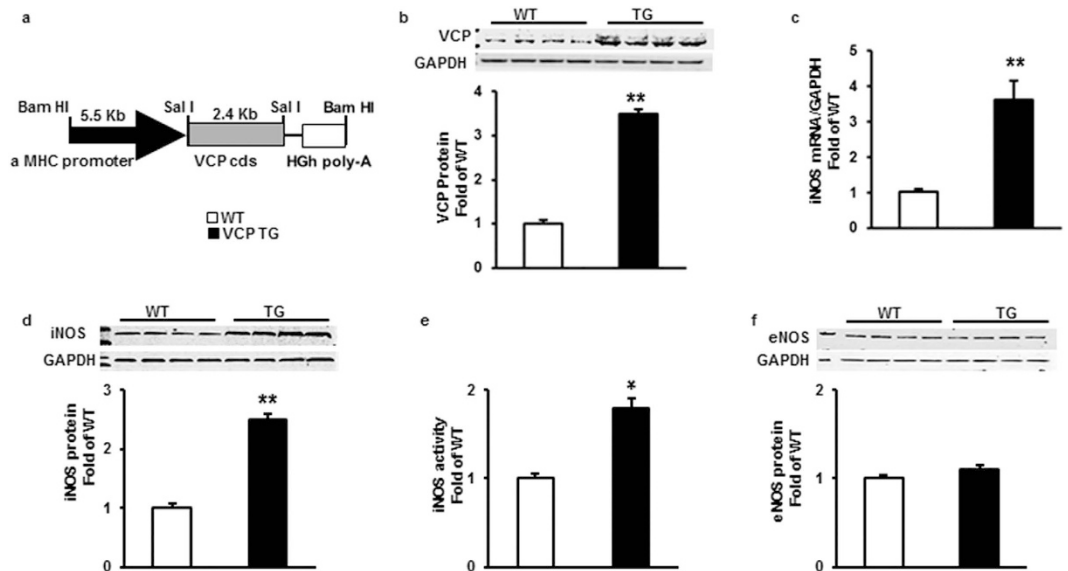 a
Bam HI 5.5 Kb Sal I 2.4 Kb Sal I Bam HI
a MHC promoter VCP cds HGh poly-A
WT
VCP TG
b
WT TG
VCP
GAPDH
VCP Protein
Fold of WT
4
3
2
1
0
**
c
iNOS mRNA/GAPDH
Fold of WT
5
4
3
2
1
0
**
d
WT TG
iNOS
GAPDH
iNOS protein
Fold of WT
3
2
1
0
**
e
iNOS activity
Fold of WT
2
1
0
*
f
WT TG
eNOS
GAPDH
eNOS protein
Fold of WT
2
1
0